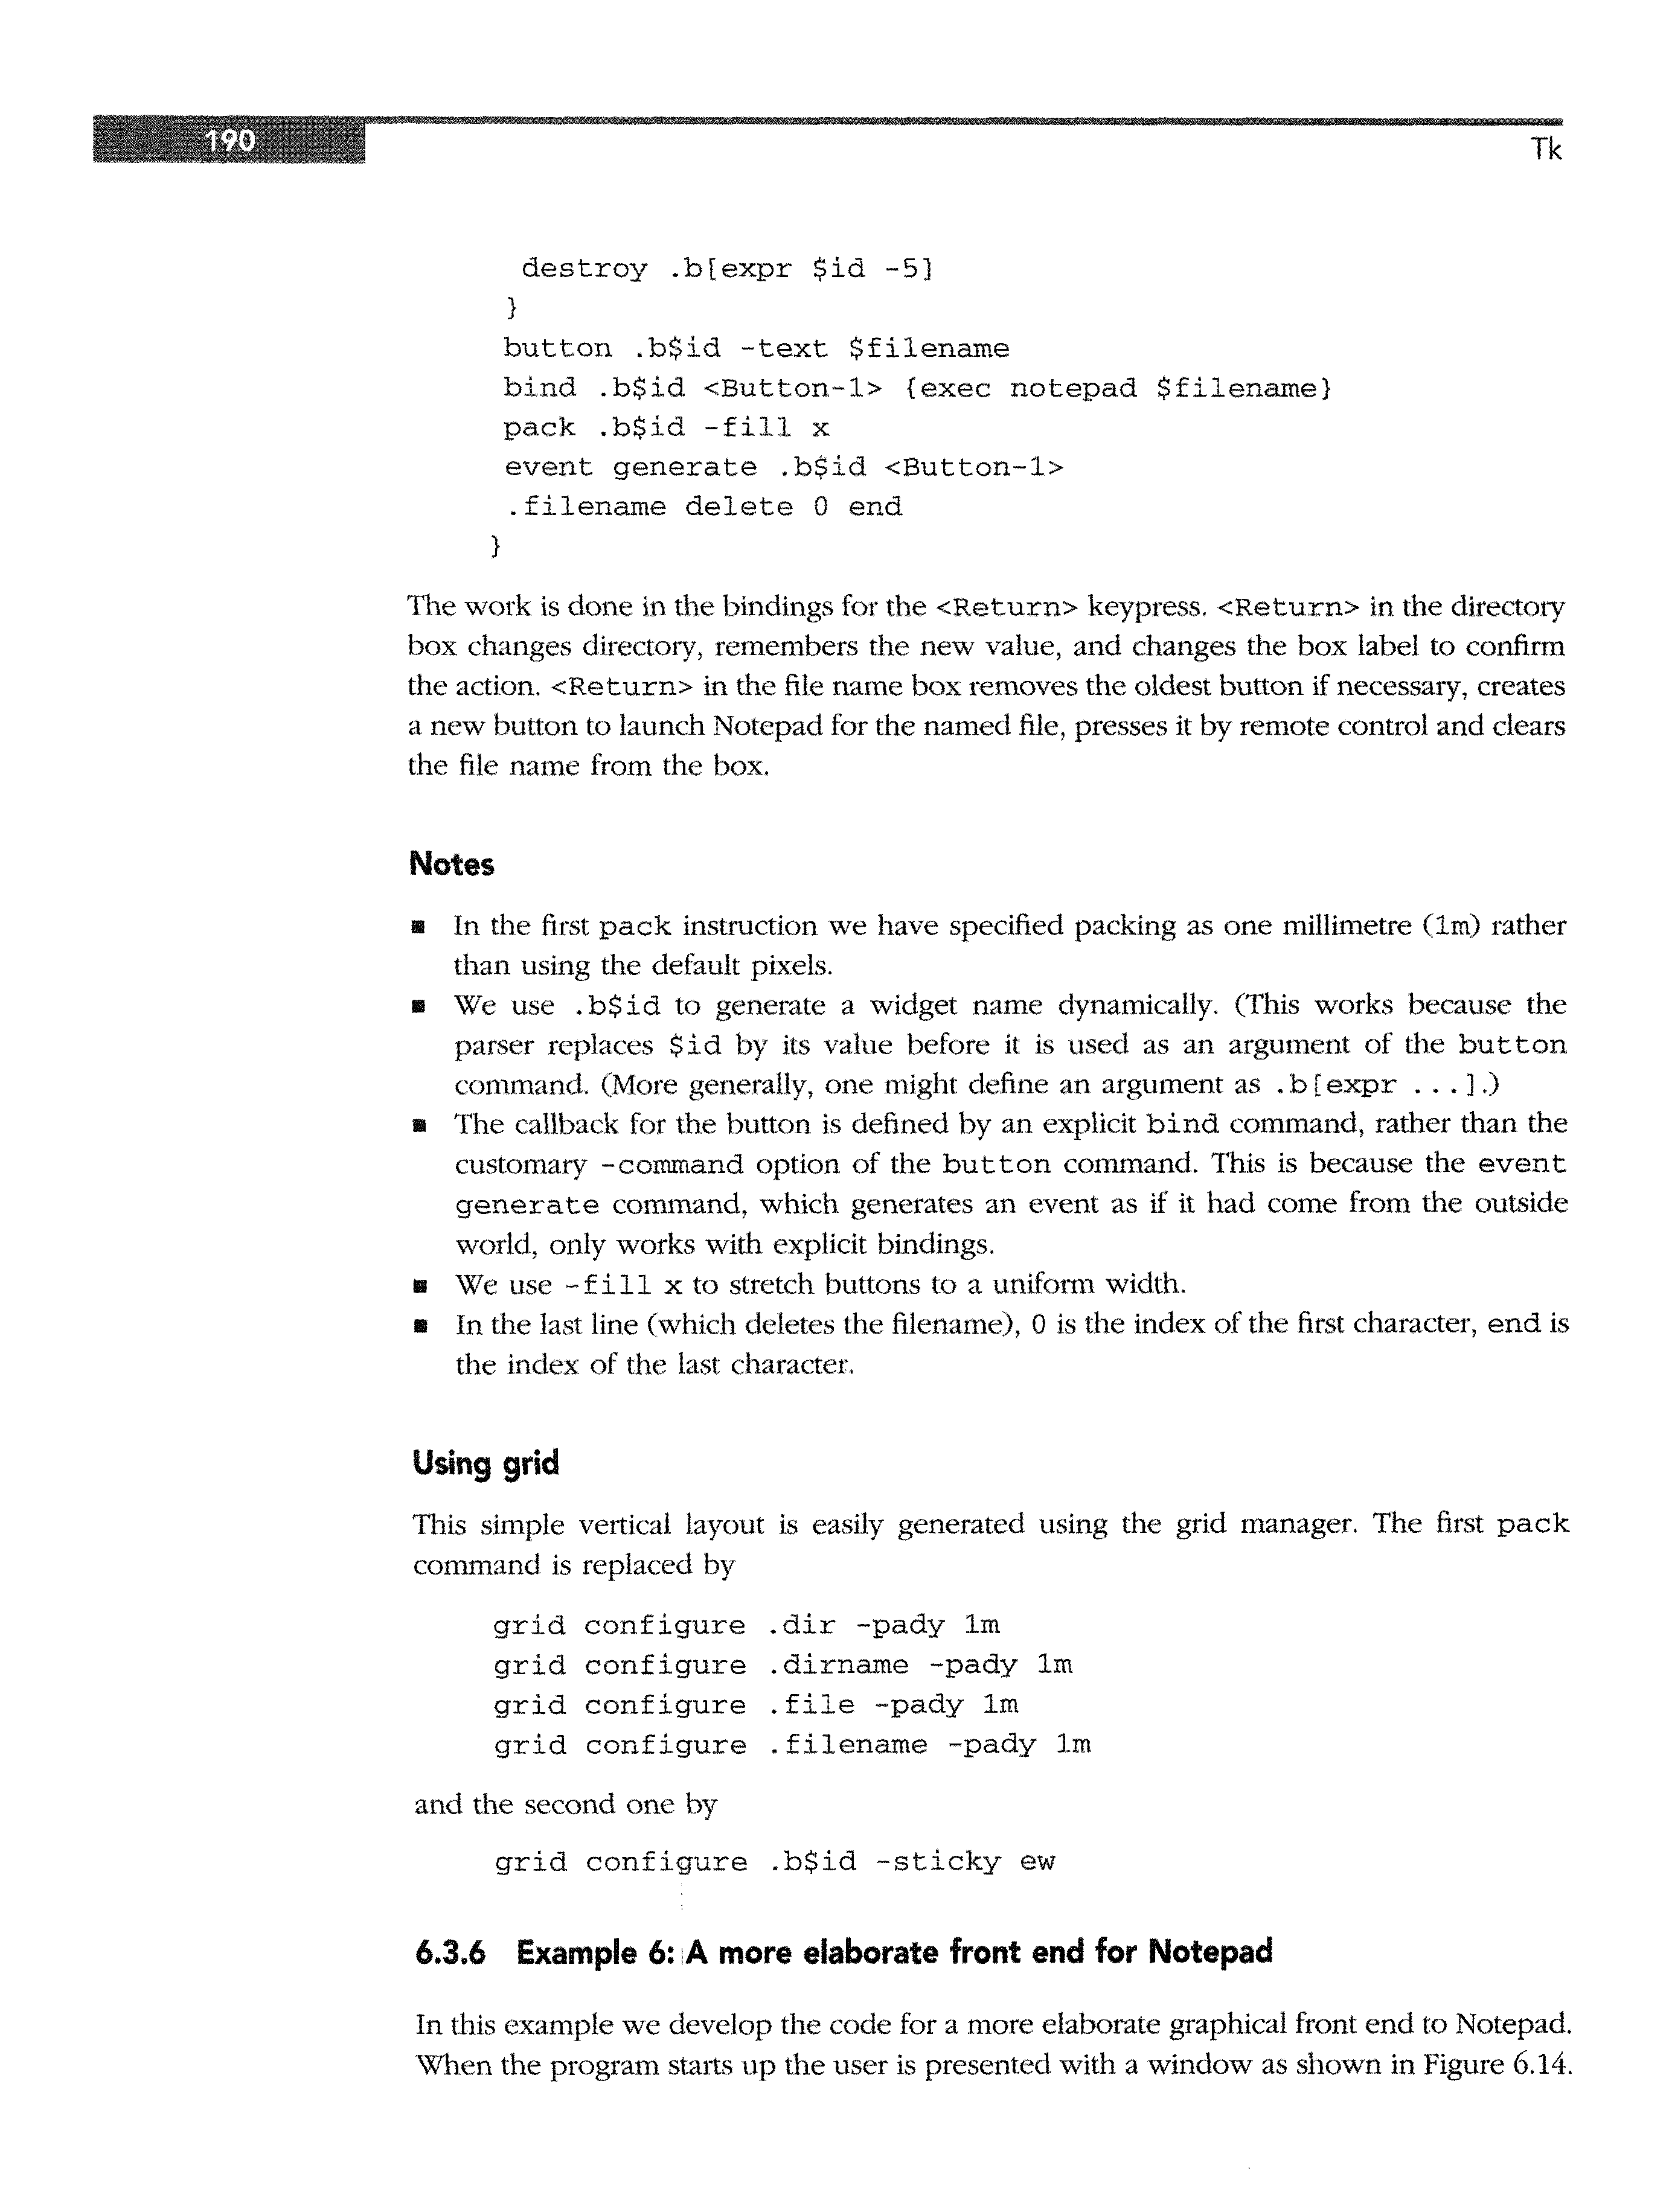 190
Tk
destroy .b[expr $id -5]
}
button .b$id -text $filename
bind .b$id <Button-1> {exec notepad $filename}
pack .b$id -fill x
event generate .b$id <Button-1>
.filename delete 0 end
}
The work is done in the bindings for the <Return> keypress. <Return> in the directory
box changes directory, remembers the new value, and changes the box label to confirm
the action. <Return> in the file name box removes the oldest button if necessary, creates
a new button to launch Notepad for the named file, presses it by remote control and clears
the file name from the box.
Notes
■ In the first pack instruction we have specified packing as one millimetre (1m) rather
than using the default pixels.
■ We use .b$id to generate a widget name dynamically. (This works because the
parser replaces $id by its value before it is used as an argument of the button
command. (More generally, one might define an argument as .b[expr ...].)
■ The callback for the button is defined by an explicit bind command, rather than the
customary -command option of the button command. This is because the event
generate command, which generates an event as if it had come from the outside
world, only works with explicit bindings.
■ We use -fill x to stretch buttons to a uniform width.
■ In the last line (which deletes the filename), 0 is the index of the first character, end is
the index of the last character.
Using grid
This simple vertical layout is easily generated using the grid manager. The first pack
command is replaced by
grid configure .dir -pady 1m
grid configure .dirname -pady 1m
grid configure .file -pady 1m
grid configure .filename -pady 1m
and the second one by
grid configure .b$id -sticky ew
6.3.6 Example 6: A more elaborate front end for Notepad
In this example we develop the code for a more elaborate graphical front end to Notepad.
When the program starts up the user is presented with a window as shown in Figure 6.14.